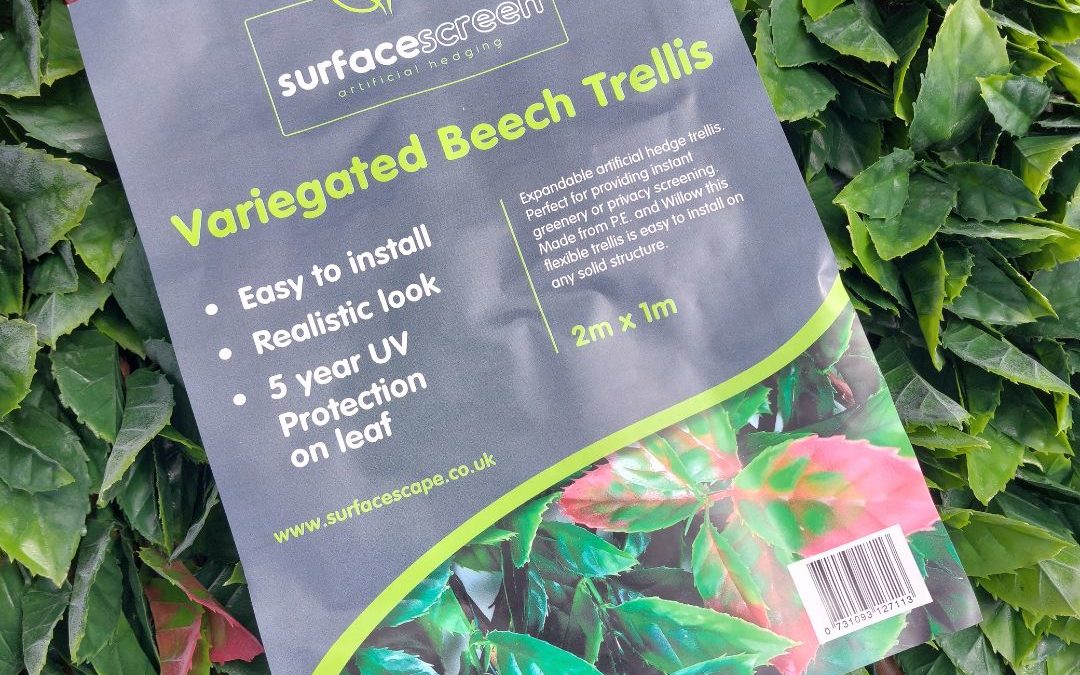 surfacescreen
artificial hedging
Variegated Beech Trellis
• Easy to install
• Realistic look
• 5 year UV
Protection
on leaf
Expandable artificial hedge trellis.
Perfect for providing instant
greenery or privacy screening.
Made from P.E. and Willow this
flexible trellis is easy to install on
any solid structure.
2m x 1m
www.surfacescape.co.uk
0 731093 127113